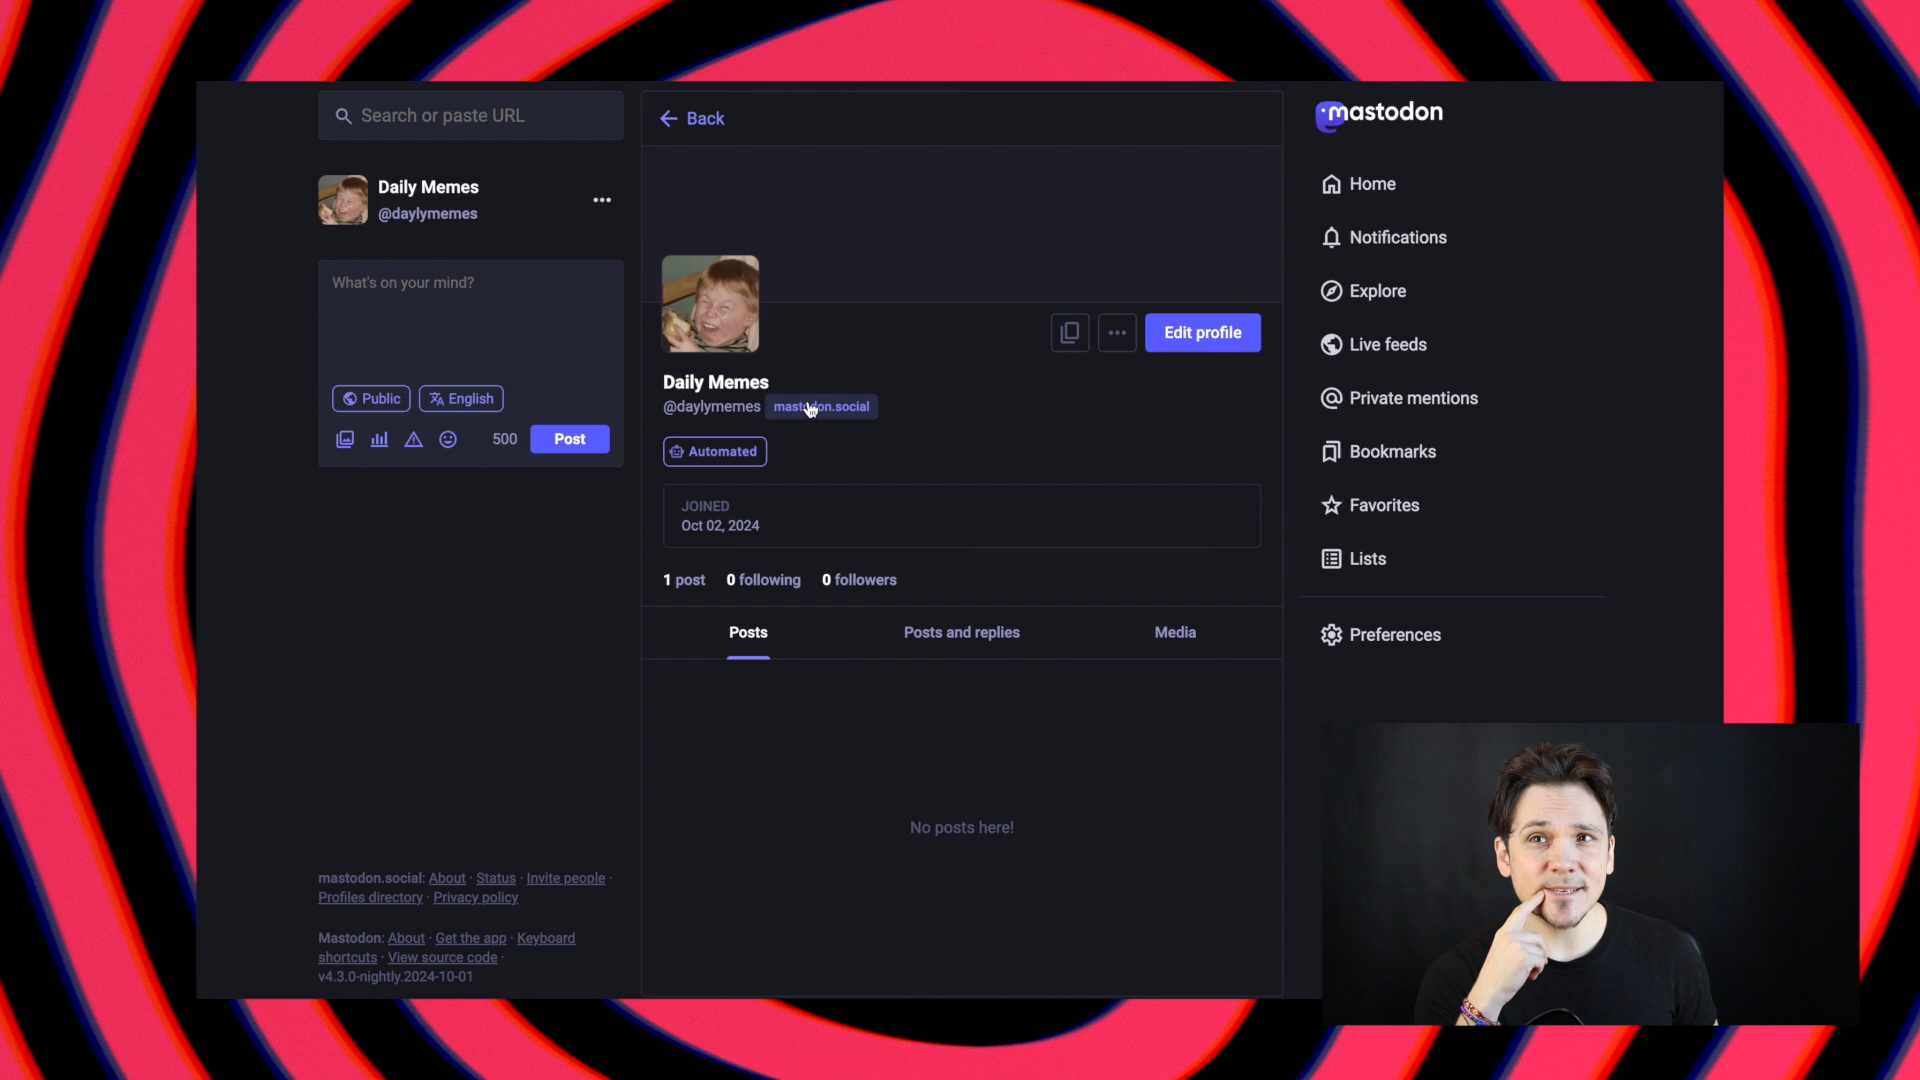 Search or paste URL
Daily Memes
@daylymemes
What's on your mind?
Public
English
500
Post
mastodon.social: About · Status · Invite people ·
Profiles directory · Privacy policy
Mastodon: About · Get the app · Keyboard
shortcuts · View source code ·
v4.3.0-nightly.2024-10-01
Back
Edit profile
Daily Memes
@daylymemes mastodon.social
Automated
JOINED
Oct 02, 2024
1 post 0 following 0 followers
Posts
Posts and replies
Media
No posts here!
mastodon
Home
Notifications
Explore
Live feeds
Private mentions
Bookmarks
Favorites
Lists
Preferences